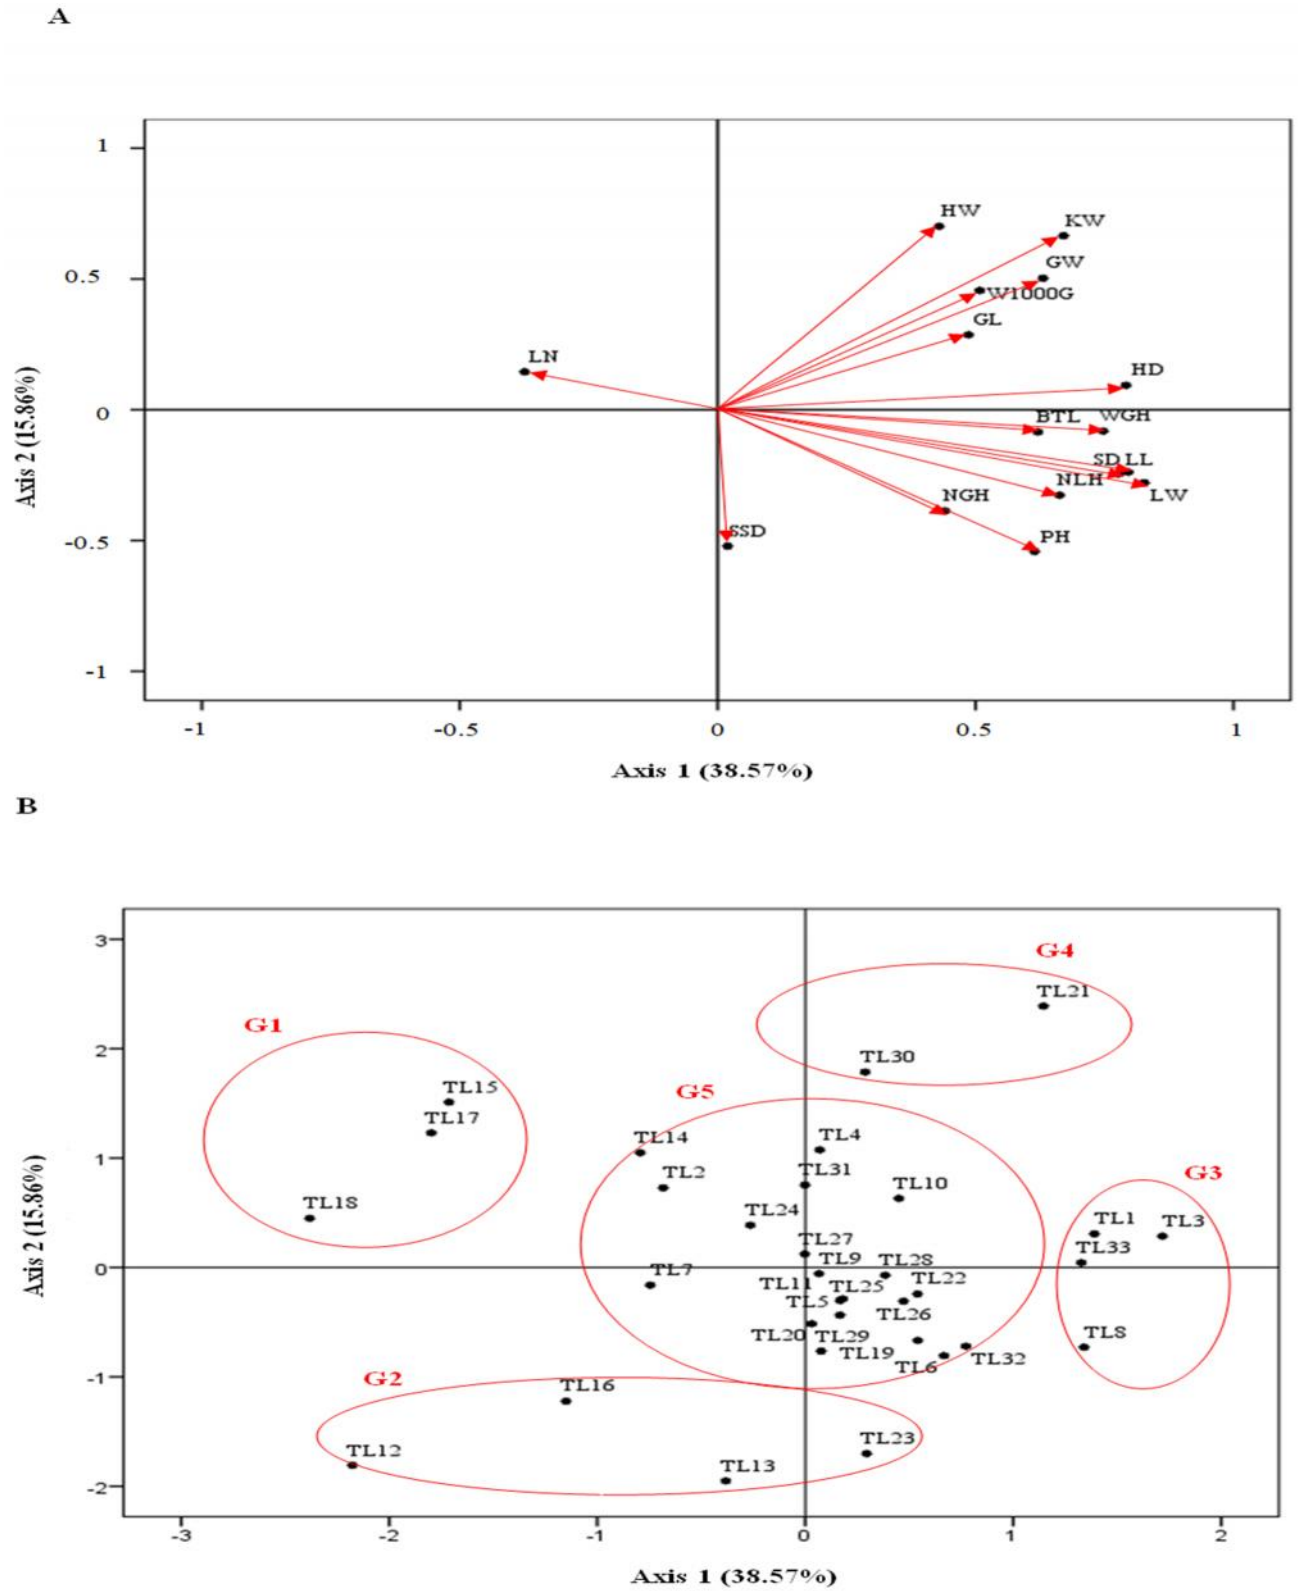 A
1
0.5
0
-0.5
-1
Axis 2 (15.86%)
HW
KW
GW
W1000G
GL
LN
HD
BTL WGH
SD LL
NLH
LW
NGH
SSD
PH
-1 -0.5 0 0.5 1
Axis 1 (38.57%)
B
3
2
1
0
-1
-2
Axis 2 (15.86%)
G4
TL21
G1
TL30
TL15
G5
TL17
TL14
TL4
TL2
TL31
G3
TL10
TL18
TL24
TL1 TL3
TL27
TL33
TL9 TL28
TL7
TL11 TL25 TL22
TL5
TL26
TL20 TL29
TL8
TL19
TL6 TL32
G2
TL16
TL12
TL23
TL13
-3 -2 -1 0 1 2
Axis 1 (38.57%)